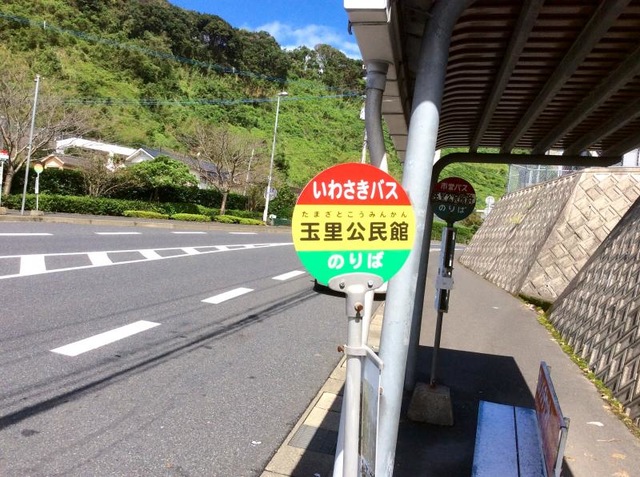 いわさきバス
たまざとこうみんかん
玉里公民館
のりば
市営バス
のりば